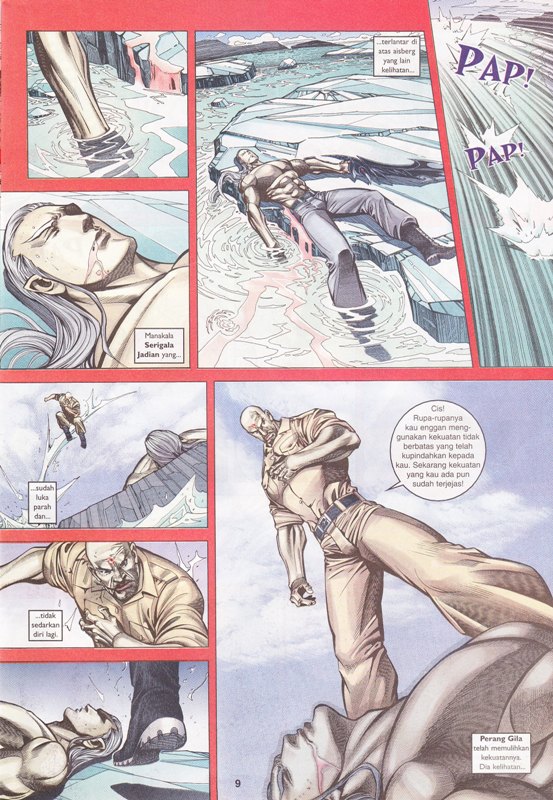 ...terlantar di
atas aisberg
yang lain
kelihatan...
PAP!
PAP!
Manakala
Serigala
Jadian yang...
...sudah
luka
parah
dan...
Cis!
Rupa-rupanya
kau enggan meng-
gunakan kekuatan tidak
berbatas yang telah
kupindahkan kepada
kau. Sekarang kekuatan
yang kau ada pun
sudah terjejas!
...tidak
sedarkan
diri lagi.
Perang Gila
telah memulihkan
kekuatannya.
Dia kelihatan...
9